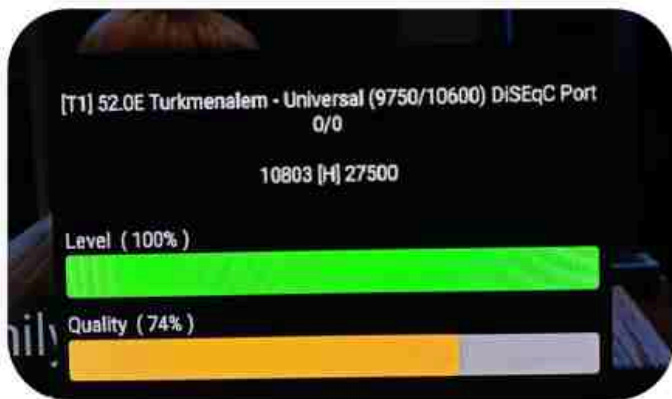 [T1] 52.0E Turkmenalem - Universal (9750/10600) DiSEqC Port
0/0
10803 [H] 27500
Level ( 100% )
Quality ( 74% )